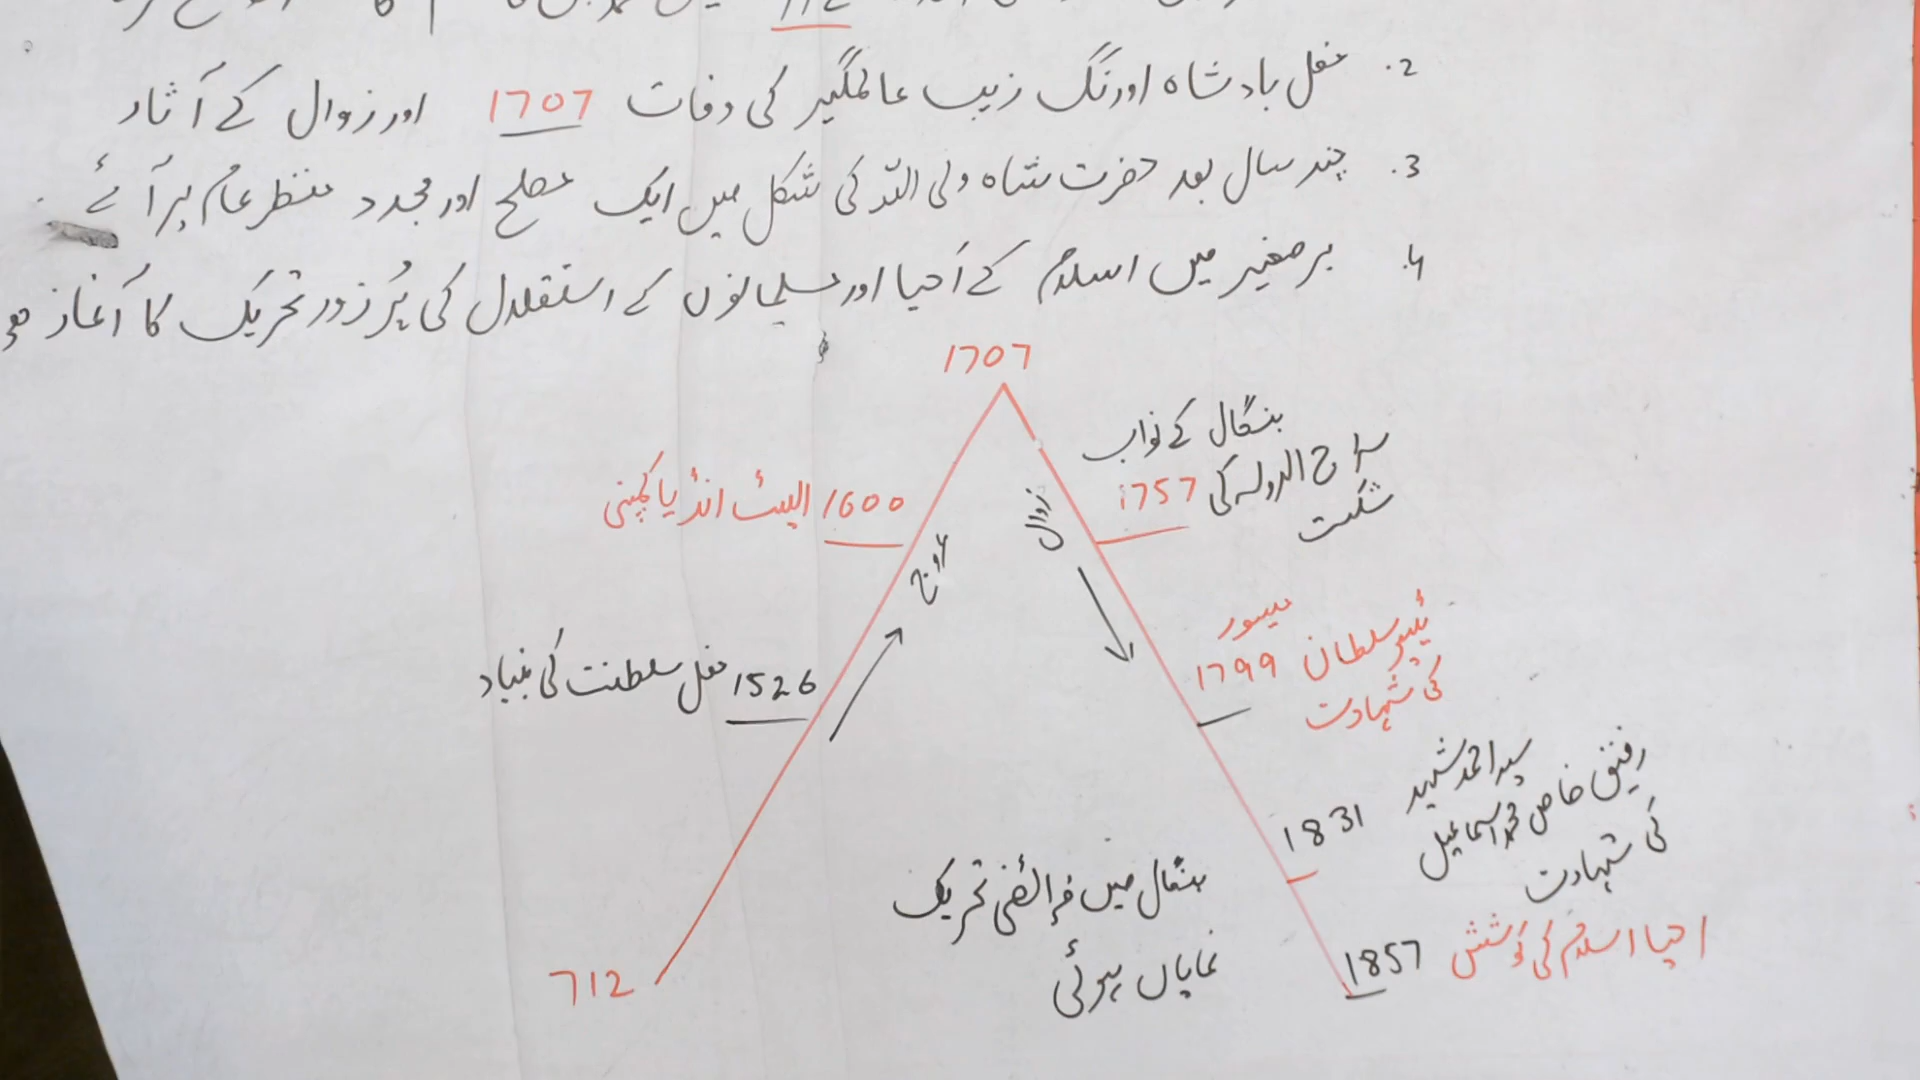 2. مغل بادشاہ اورنگ زیب عالمگیر کی وفات 1707 اور زوال کے آثار
3. چند سال بعد حضرت شاہ ولی اللہ کی شکل میں ایک مصلح اور مجدد منظر عام پر آئے
4. برصغیر میں اسلام کے احیا اور مسلمانوں کے استقلال کی پُر زور تحریک کا آغاز
1707
بنگال کے نواب
سراج الدولہ کی 1757
شکست
1600 الیسٹ انڈیا کمپنی
عروج
زوال
میسور
ٹیپو سلطان 1799
کی شہادت
1526 مغل سلطنت کی بنیاد
سید احمد شہید 1831
رفیق خاص محمد اسماعیل
کی شہادت
بنگال میں فرائضی تحریک
نمایاں ہوئی
1857 احیا اسلام کی کوشش
712